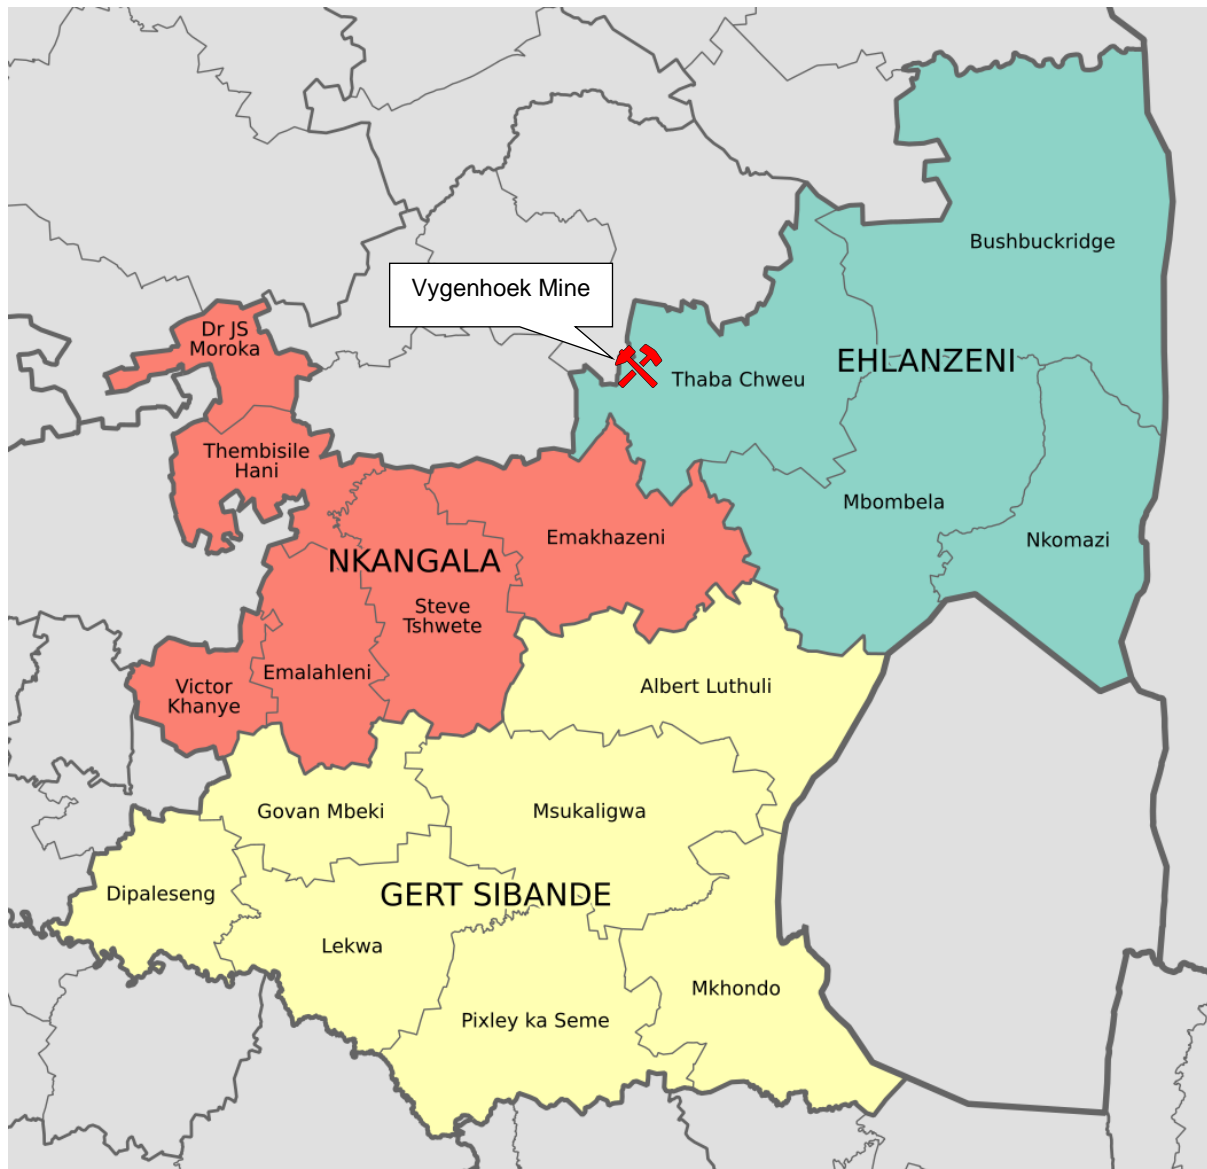 Bushbuckridge
Vygenhoek Mine
Dr JS
Moroka
EHLANZENI
Thaba Chweu
Thembisile
Hani
Mbombela
Emakhazeni
Nkomazi
NKANGALA
Steve
Tshwete
Emalahleni
Victor
Khanye
Albert Luthuli
Govan Mbeki
Msukaligwa
Dipaleseng
GERT SIBANDE
Lekwa
Mkhondo
Pixley ka Seme